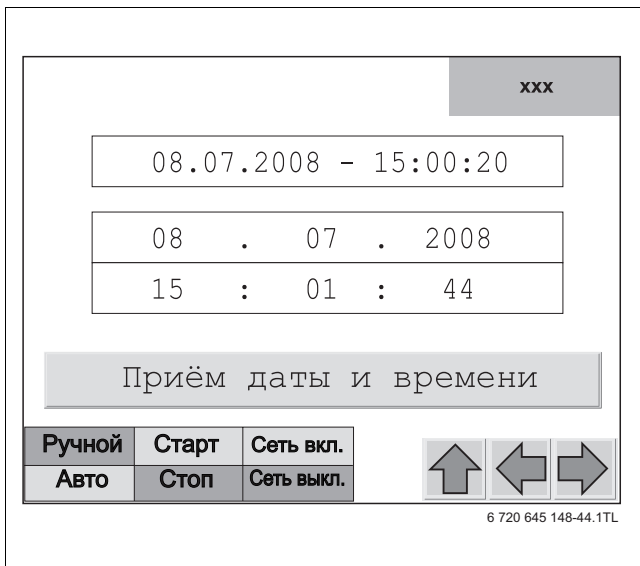 xxx
08.07.2008 - 15:00:20
08 . 07 . 2008
15 : 01 : 44
Приём даты и времени
Ручной Старт Сеть вкл.
Авто Стоп Сеть выкл.
6 720 645 148-44.1TL